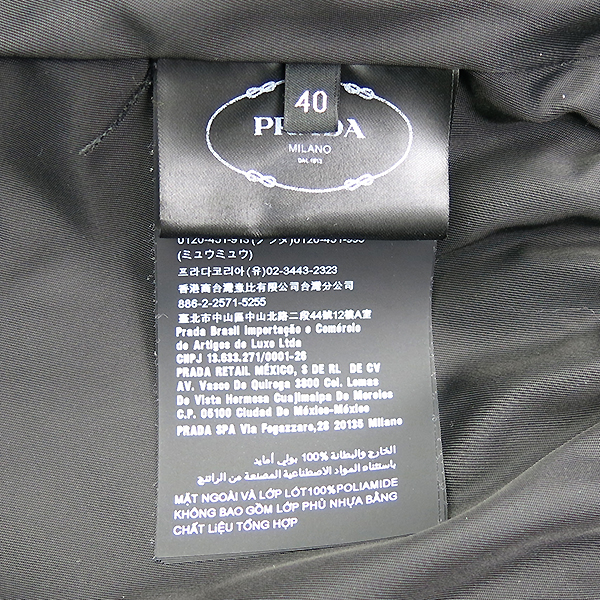 40
PRADA
MILANO
DAL 1913
(ミュウミュウ)
프라다코리아(유)02-3443-2323
香港商台灣意比有限公司台灣分公司
886-2-2571-5255
臺北市中山區中山北路二段44號12樓A室
Prada Brasil Importação e Comércio
de Artigos de Luxo Ltda
CNPJ 13.633.271/0001-26
PRADA RETAIL MÉXICO, S DE RL DE CV
AV. Vasco De Quiroga 3800 Col. Lomas
De Vista Hermosa Cuajimalpa De Morelos
C.P. 05100 Ciudad De México-México
PRADA SPA Via Fogazzaro,28 20135 Milano
الخارج والبطانة 100% بولي أمايد
باستثناء المواد الاصطناعية المصنعة من الراتنج
MẶT NGOÀI VÀ LỚP LÓT100%POLIAMIDE
KHÔNG BAO GỒM LỚP PHỦ NHỰA BẰNG
CHẤT LIỆU TỔNG HỢP